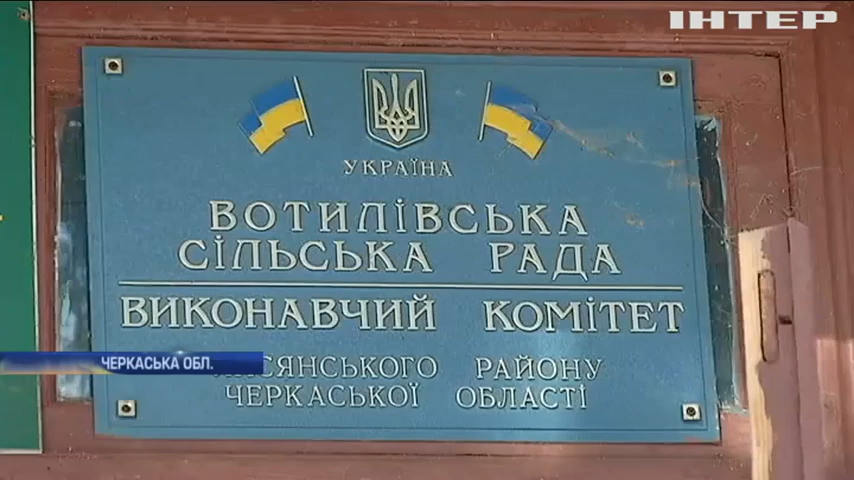 ІНТЕР
УКРАЇНА
ВОТИЛІВСЬКА
СІЛЬСЬКА РАДА
ВИКОНАВЧИЙ КОМІТЕТ
РАЙОНУ
ЧЕРКАСЬКОЇ ОБЛАСТІ
ЧЕРКАСЬКА ОБЛ.